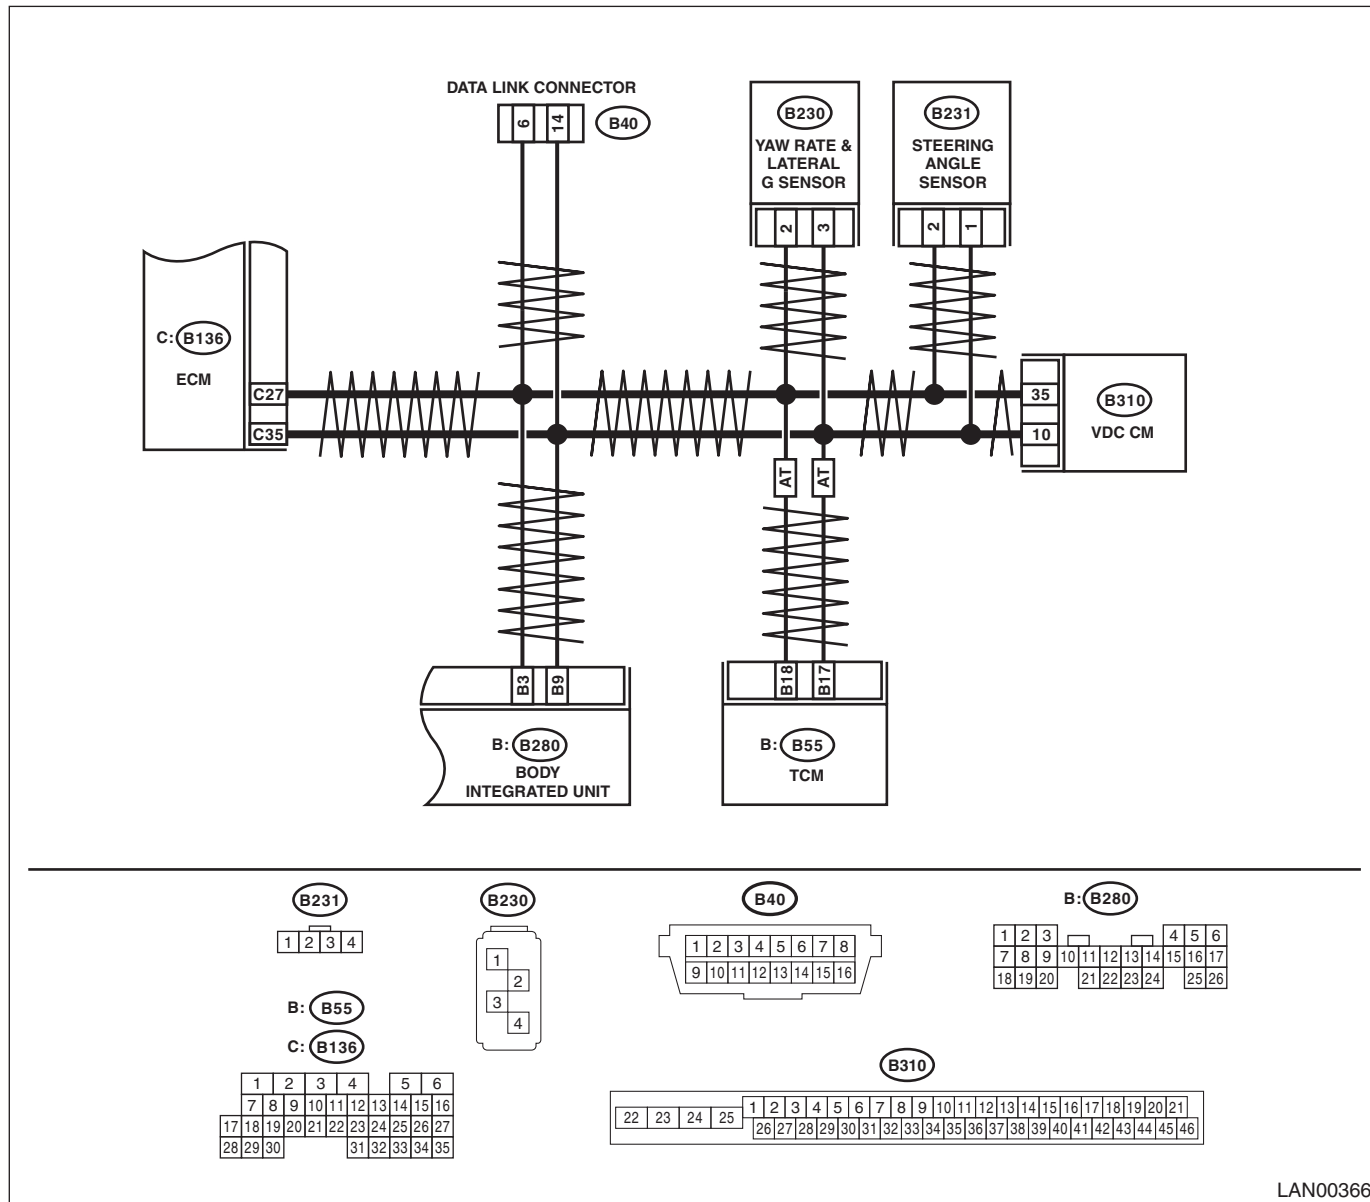 DATA LINK CONNECTOR
6 14 B40
B230
YAW RATE &
LATERAL
G SENSOR
2 3
B231
STEERING
ANGLE
SENSOR
2 1
C: B136
ECM
C27
C35
35
10
B310
VDC CM
AT AT
B3 B9
B: B280
BODY
INTEGRATED UNIT
B18 B17
B: B55
TCM
B231
1 2 3 4
B230
1
2
3
4
B40
1 2 3 4 5 6 7 8
9 10 11 12 13 14 15 16
B: B280
1 2 3 4 5 6
7 8 9 10 11 12 13 14 15 16 17
18 19 20 21 22 23 24 25 26
B: B55
C: B136
1 2 3 4 5 6
7 8 9 10 11 12 13 14 15 16
17 18 19 20 21 22 23 24 25 26 27
28 29 30 31 32 33 34 35
B310
22 23 24 25 1 2 3 4 5 6 7 8 9 10 11 12 13 14 15 16 17 18 19 20 21
26 27 28 29 30 31 32 33 34 35 36 37 38 39 40 41 42 43 44 45 46
LAN00366